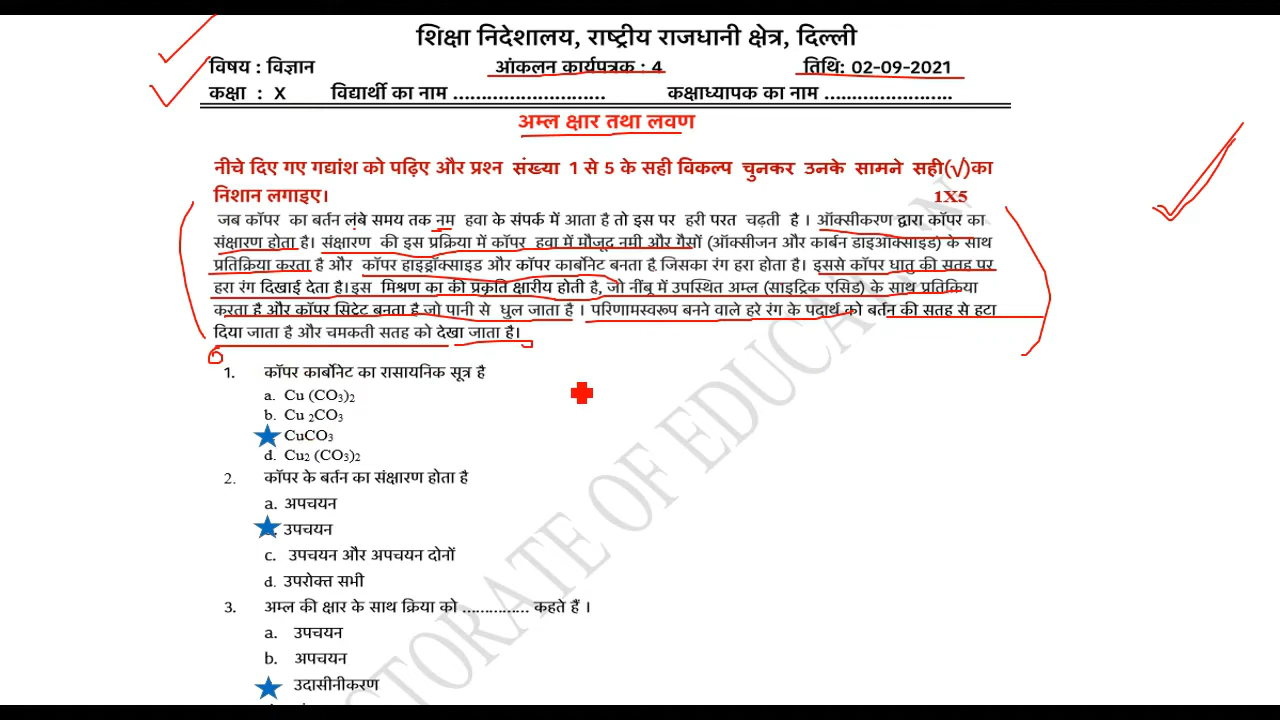 शिक्षा निदेशालय, राष्ट्रीय राजधानी क्षेत्र, दिल्ली
विषय : विज्ञान आंकलन कार्यपत्रक : 4 तिथि: 02-09-2021
कक्षा : X विद्यार्थी का नाम ............................ कक्षाध्यापक का नाम .......................
अम्ल क्षार तथा लवण
नीचे दिए गए गद्यांश को पढ़िए और प्रश्न संख्या 1 से 5 के सही विकल्प चुनकर उनके सामने सही(√)का
निशान लगाइए। 1X5
जब कॉपर का बर्तन लंबे समय तक नम हवा के संपर्क में आता है तो इस पर हरी परत चढ़ती है । ऑक्सीकरण द्वारा कॉपर का
संक्षारण होता है। संक्षारण की इस प्रक्रिया में कॉपर हवा में मौजूद नमी और गैसों (ऑक्सीजन और कार्बन डाइऑक्साइड) के साथ
प्रतिक्रिया करता है और कॉपर हाइड्रॉक्साइड और कॉपर कार्बोनेट बनता है जिसका रंग हरा होता है। इससे कॉपर धातु की सतह पर
हरा रंग दिखाई देता है। इस मिश्रण का की प्रकृति क्षारीय होती है, जो नींबू में उपस्थित अम्ल (साइट्रिक एसिड) के साथ प्रतिक्रिया
करता है और कॉपर सिट्रेट बनता है जो पानी से धुल जाता है । परिणामस्वरूप बनने वाले हरे रंग के पदार्थ को बर्तन की सतह से हटा
दिया जाता है और चमकती सतह को देखा जाता है।
1. कॉपर कार्बोनेट का रासायनिक सूत्र है
a. Cu (CO₃)₂
b. Cu ₂CO₃
CuCO₃
d. Cu₂ (CO₃)₂
2. कॉपर के बर्तन का संक्षारण होता है
a. अपचयन
उपचयन
c. उपचयन और अपचयन दोनों
d. उपरोक्त सभी
3. अम्ल की क्षार के साथ क्रिया को ............... कहते हैं ।
a. उपचयन
b. अपचयन
उदासीनीकरण